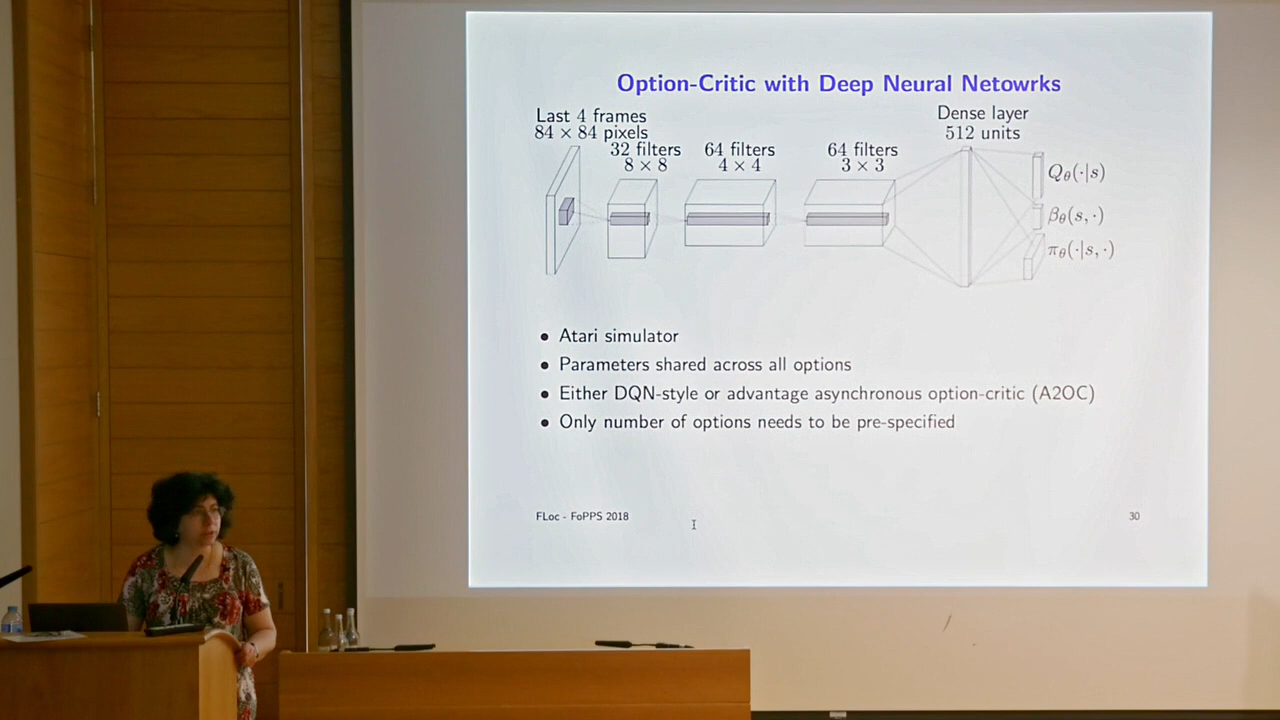 Option-Critic with Deep Neural Netowrks
Last 4 frames
84 × 84 pixels
32 filters
8 × 8
64 filters
4 × 4
64 filters
3 × 3
Dense layer
512 units
Qθ(·|s)
βθ(s, ·)
πθ(·|s, ·)
• Atari simulator
• Parameters shared across all options
• Either DQN-style or advantage asynchronous option-critic (A2OC)
• Only number of options needs to be pre-specified
FLoc - FoPPS 2018
30